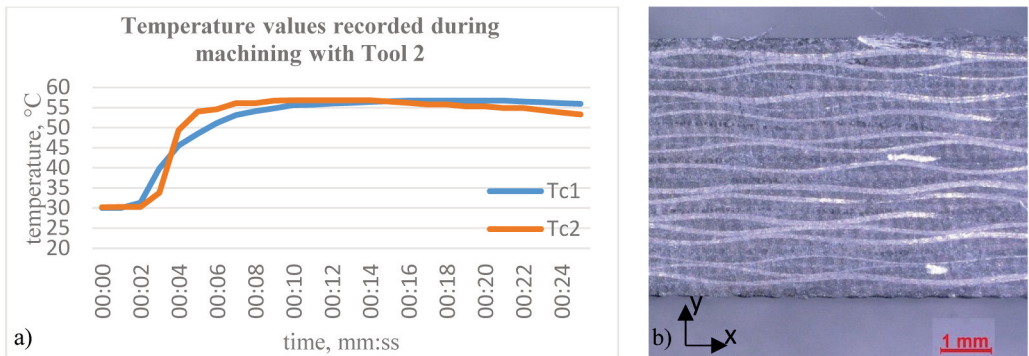 Temperature values recorded during
machining with Tool 2
temperature, °C
60
55
50
45
40
35
30
25
20
Tc1
Tc2
00:00
00:02
00:04
00:06
00:08
00:10
00:12
00:14
00:16
00:18
00:20
00:22
00:24
time, mm:ss
a)
y
x
b)
1 mm